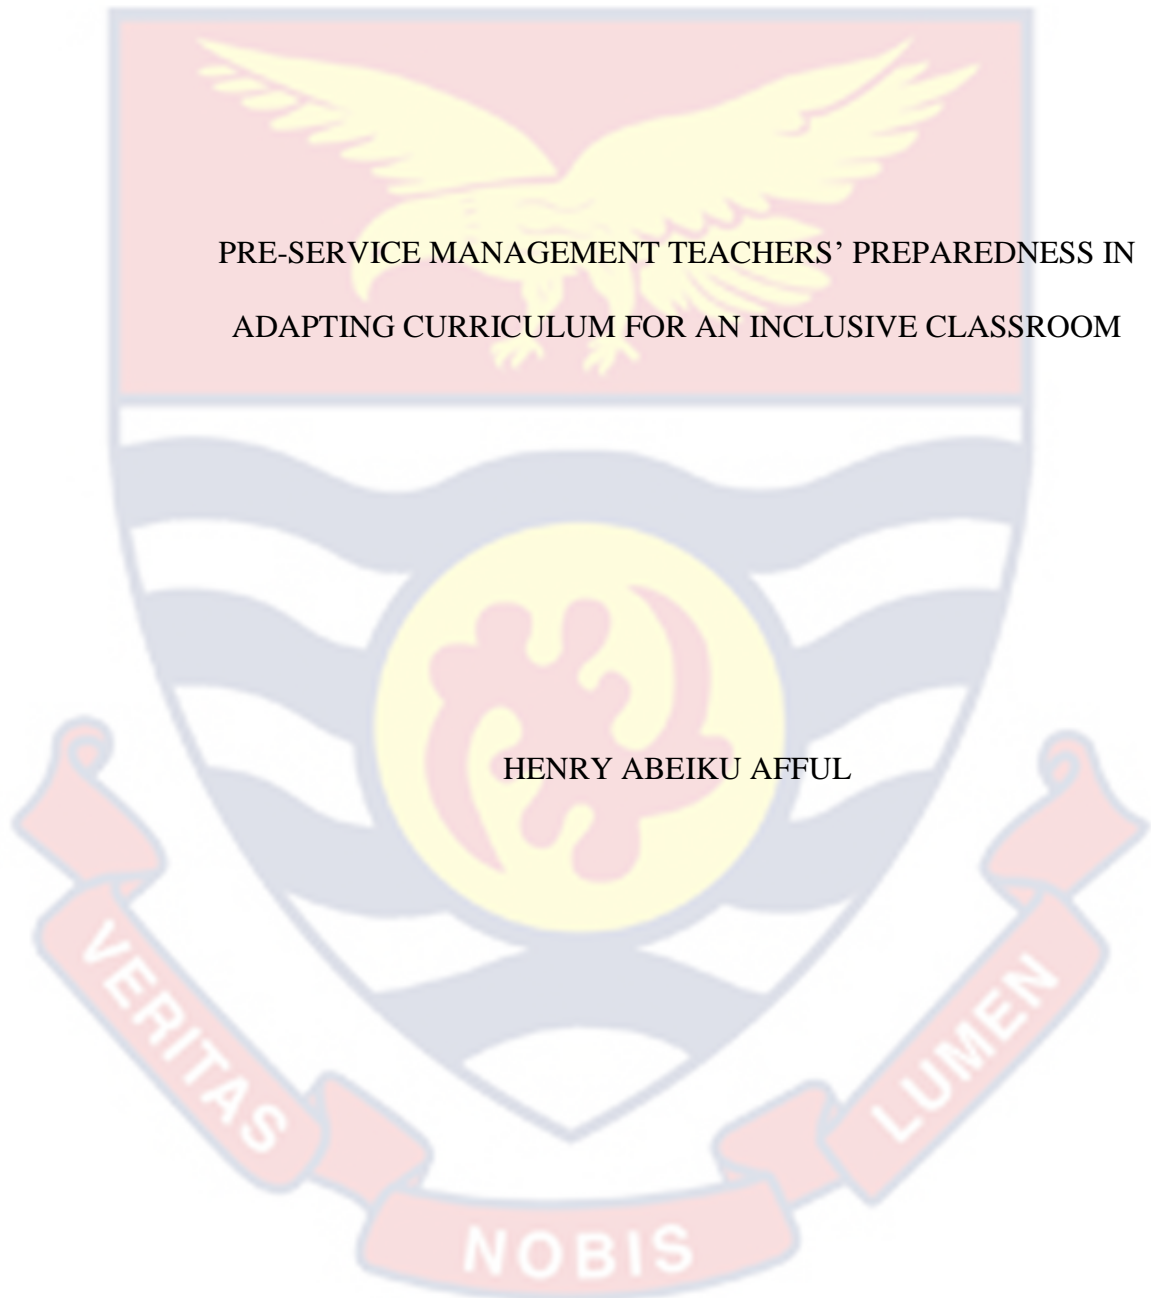 PRE-SERVICE MANAGEMENT TEACHERS’ PREPAREDNESS IN
ADAPTING CURRICULUM FOR AN INCLUSIVE CLASSROOM
HENRY ABEIKU AFFUL
VERITAS
NOBIS
LUMEN